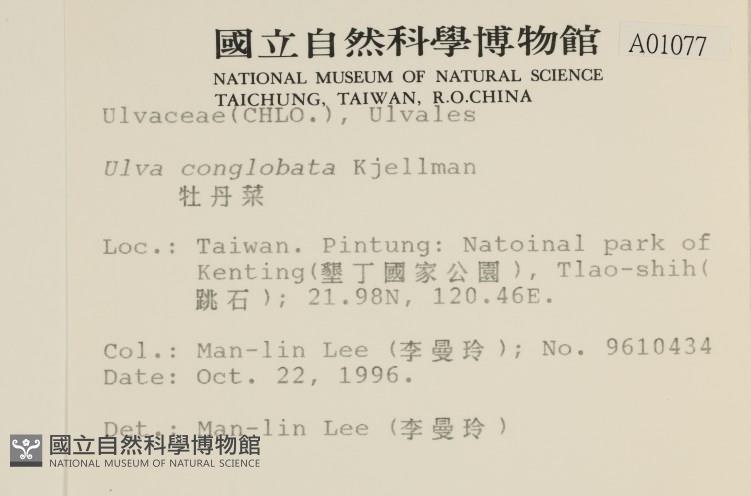 國立自然科學博物館
A01077
NATIONAL MUSEUM OF NATURAL SCIENCE
TAICHUNG, TAIWAN, R.O.CHINA
Ulvaceae(CHLO.), Ulvales
Ulva conglobata Kjellman
牡丹菜
Loc.: Taiwan. Pintung: Natoinal park of
Kenting(墾丁國家公園), Tlao-shih(
跳石); 21.98N, 120.46E.
Col.: Man-lin Lee (李曼玲); No. 9610434
Date: Oct. 22, 1996.
Det.: Man-lin Lee (李曼玲)
國立自然科學博物館
NATIONAL MUSEUM OF NATURAL SCIENCE